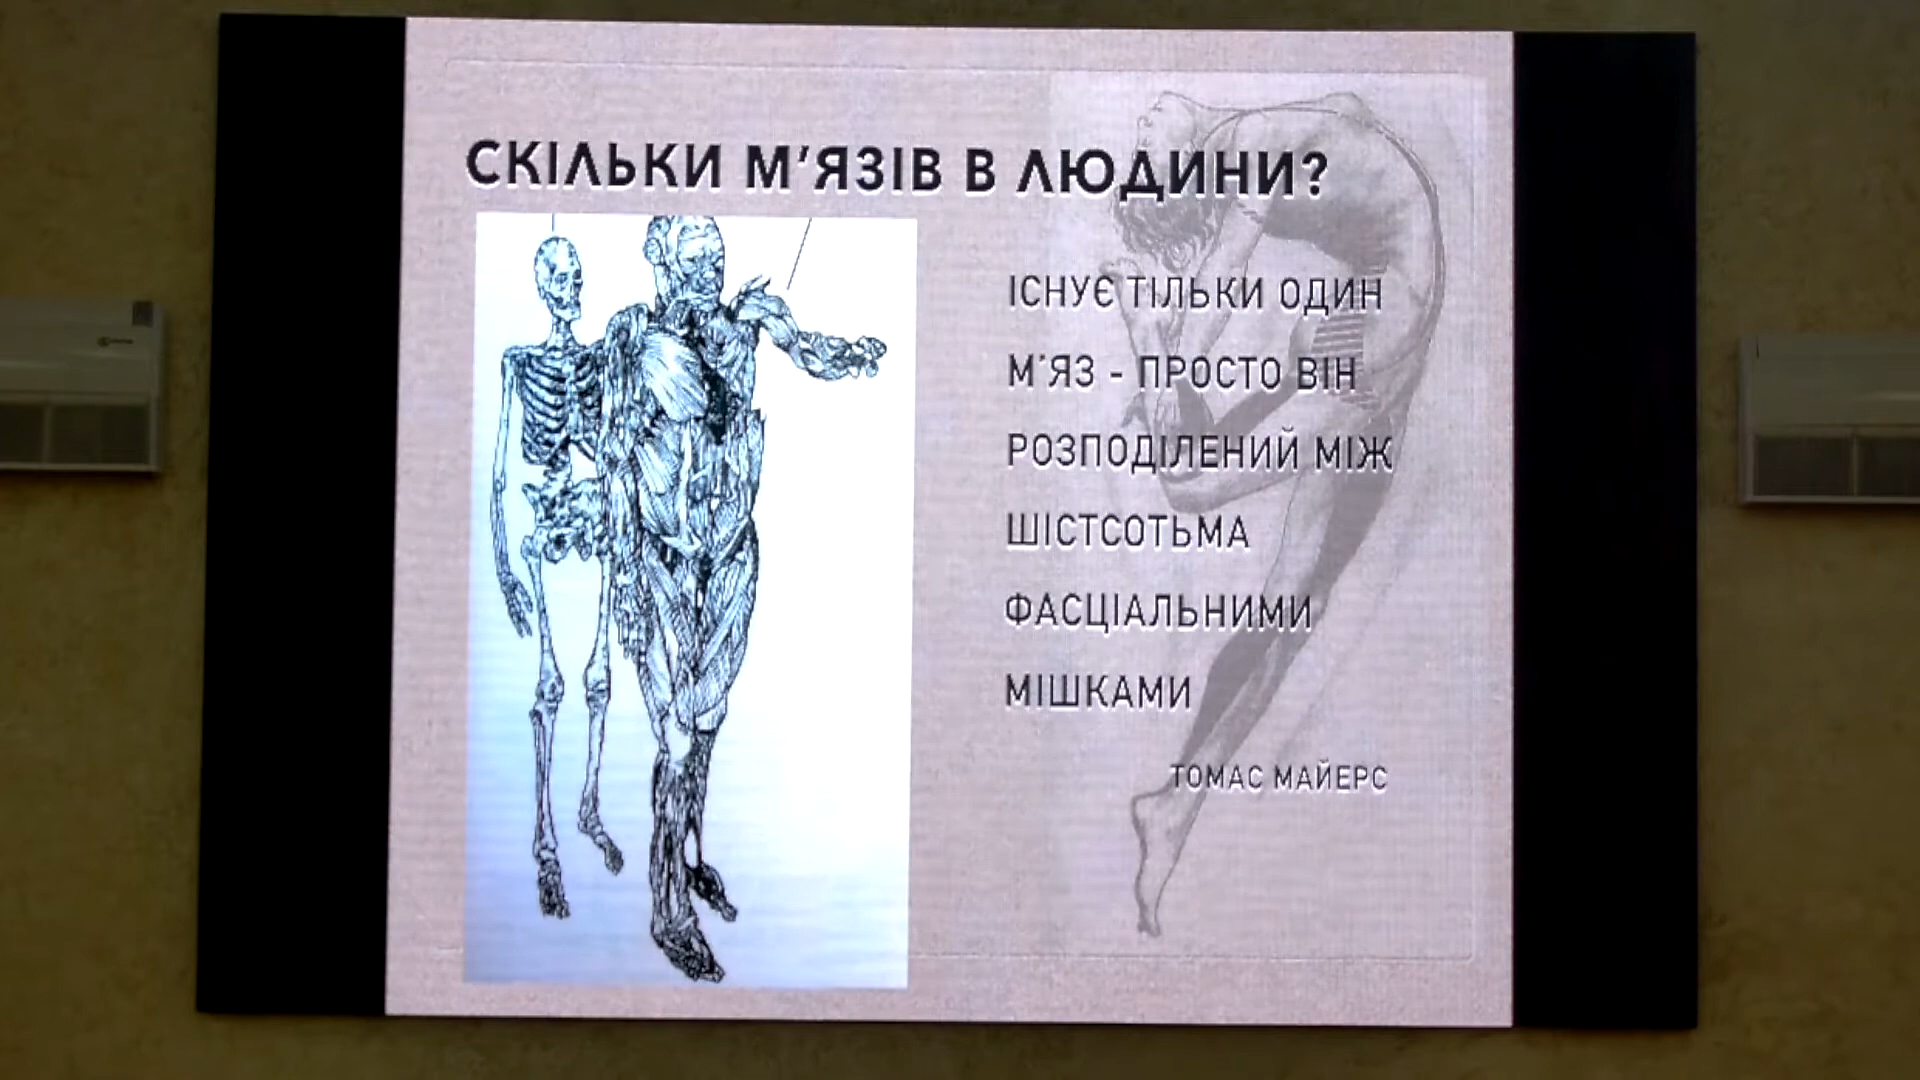 СКІЛЬКИ М'ЯЗІВ В ЛЮДИНИ?
ІСНУЄ ТІЛЬКИ ОДИН
М'ЯЗ - ПРОСТО ВІН
РОЗПОДІЛЕНИЙ МІЖ
ШІСТСОТЬМА
ФАСЦІАЛЬНИМИ
МІШКАМИ
ТОМАС МАЙЕРС